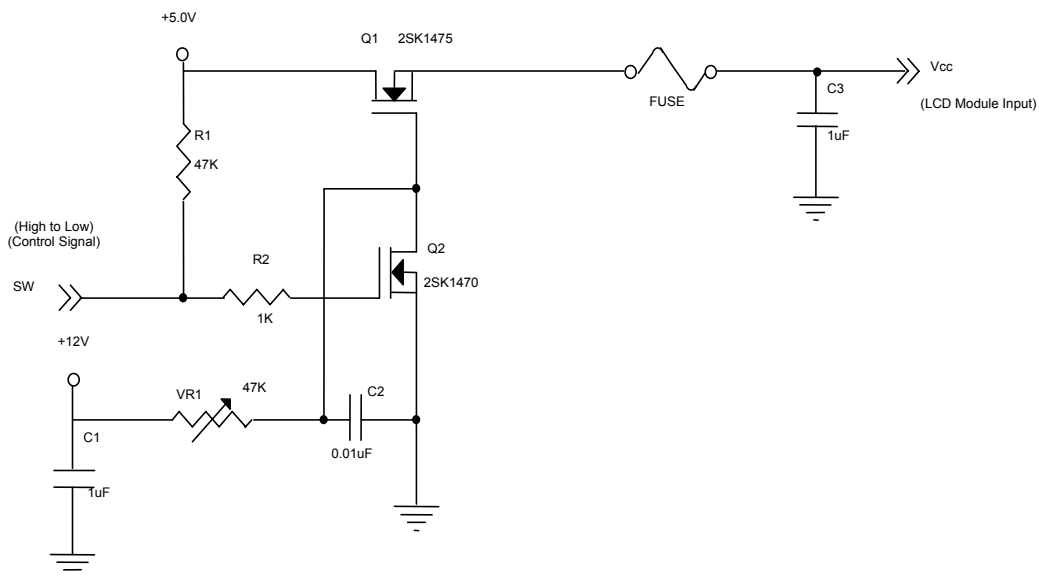 +5.0V
Q1 2SK1475
Vcc
FUSE
C3
(LCD Module Input)
R1
1uF
47K
(High to Low)
(Control Signal)
Q2
R2
SW
2SK1470
1K
+12V
VR1
47K
C2
C1
0.01uF
1uF